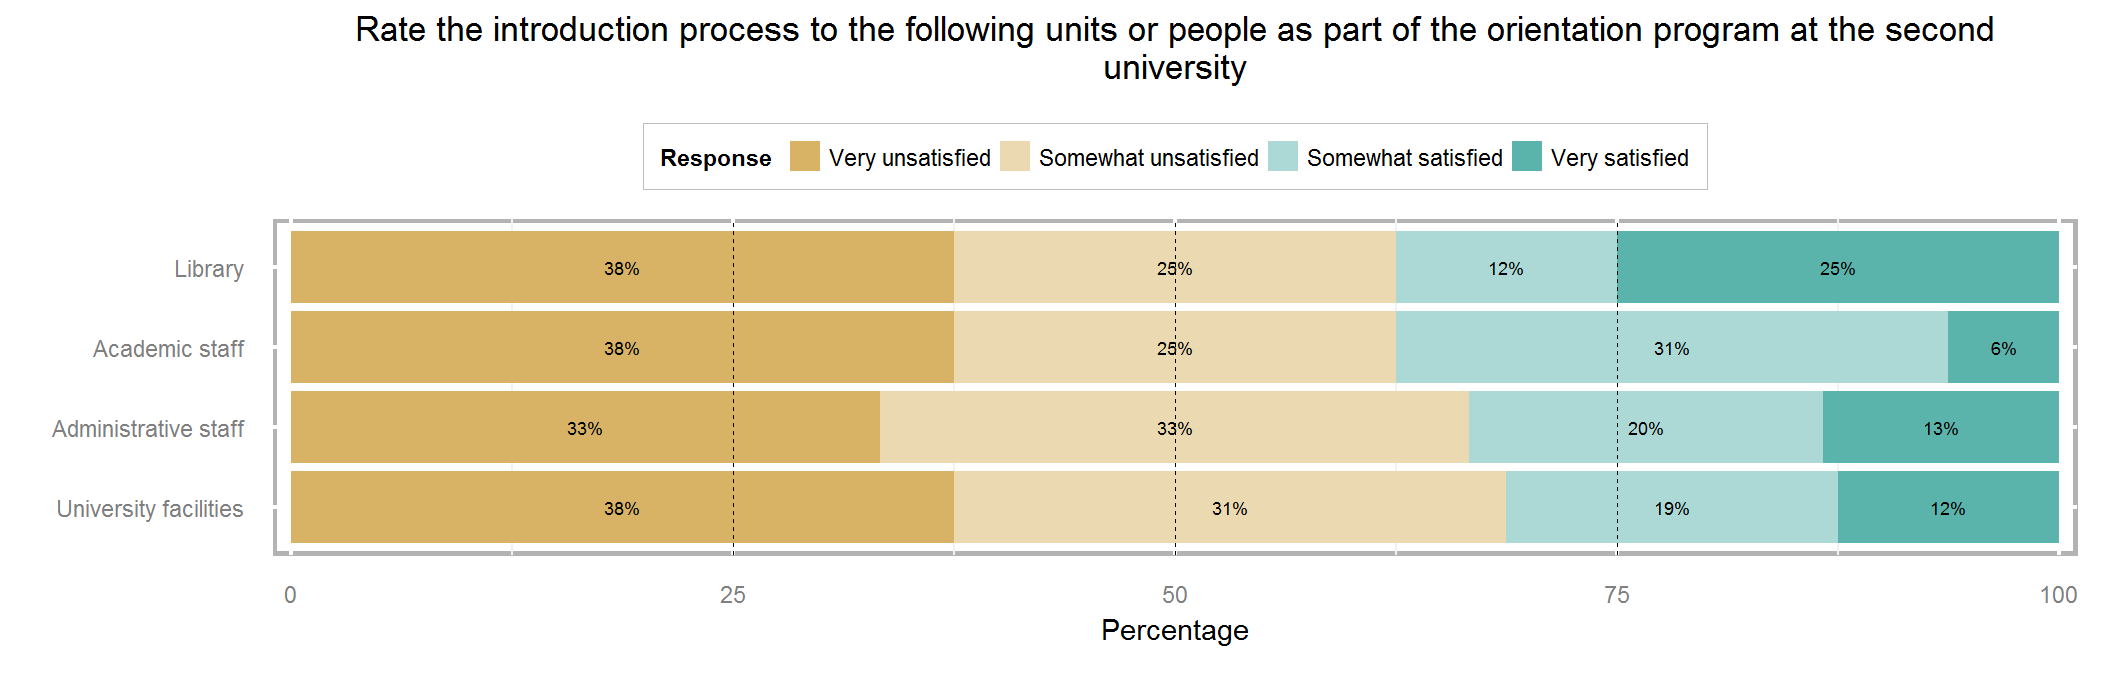 Rate the introduction process to the following units or people as part of the orientation program at the second
university
Response Very unsatisfied Somewhat unsatisfied Somewhat satisfied Very satisfied
Library 38% 25% 12% 25%
Academic staff 38% 25% 31% 6%
Administrative staff 33% 33% 20% 13%
University facilities 38% 31% 19% 12%
0 25 50 75 100
Percentage